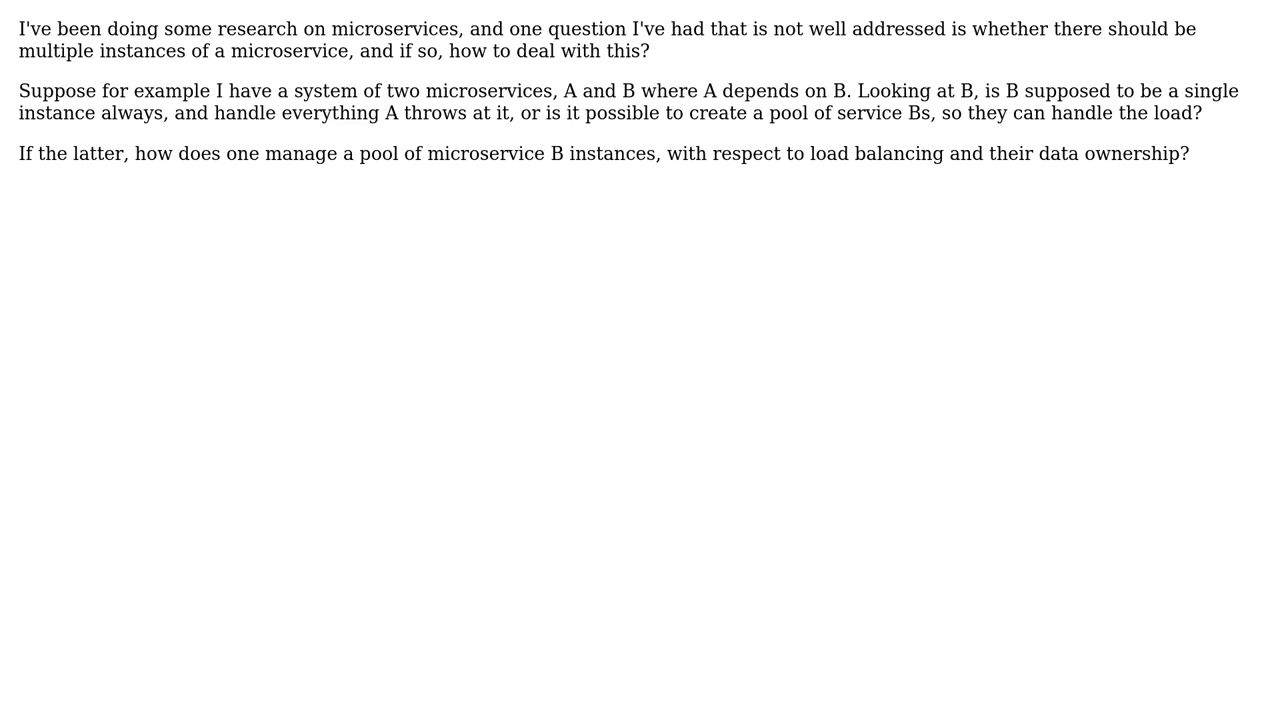 I've been doing some research on microservices, and one question I've had that is not well addressed is whether there should be
multiple instances of a microservice, and if so, how to deal with this?
Suppose for example I have a system of two microservices, A and B where A depends on B. Looking at B, is B supposed to be a single
instance always, and handle everything A throws at it, or is it possible to create a pool of service Bs, so they can handle the load?
If the latter, how does one manage a pool of microservice B instances, with respect to load balancing and their data ownership?